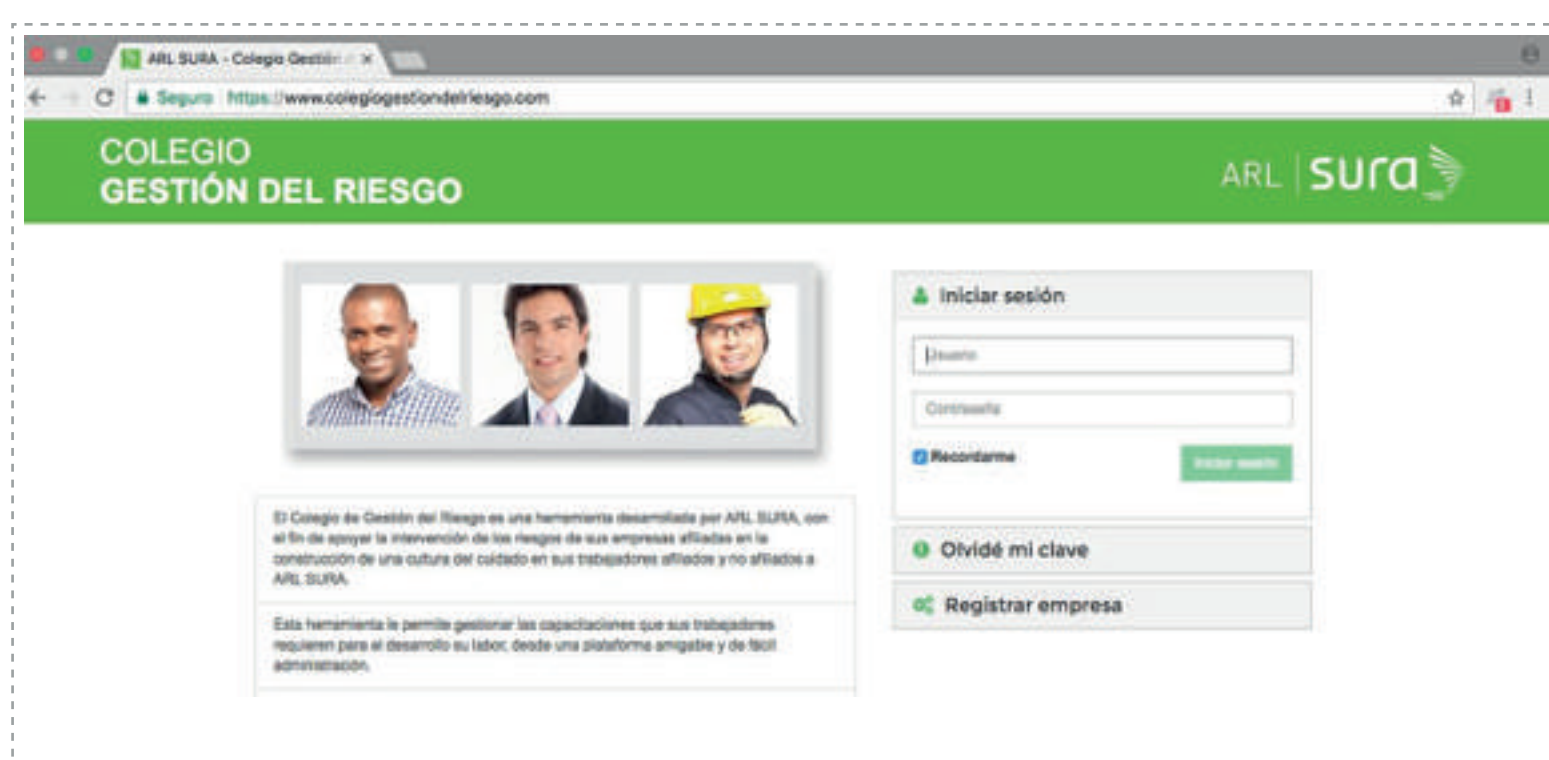 ARL SURA - Colegio Gestión
Seguro https://www.colegiogestiondelriesgo.com
COLEGIO
GESTIÓN DEL RIESGO
ARL sura
Iniciar sesión
Usuario
Contraseña
Recordarme
Iniciar sesión
El Colegio de Gestión del Riesgo es una herramienta desarrollada por ARL SURA, con
el fin de apoyar la intervención de los riesgos de sus empresas afiliadas en la
construcción de una cultura del cuidado en sus trabajadores afiliados y no afiliados a
ARL SURA.
Esta herramienta le permite gestionar las capacitaciones que sus trabajadores
requieren para el desarrollo su labor, desde una plataforma amigable y de fácil
administración.
Olvidé mi clave
Registrar empresa